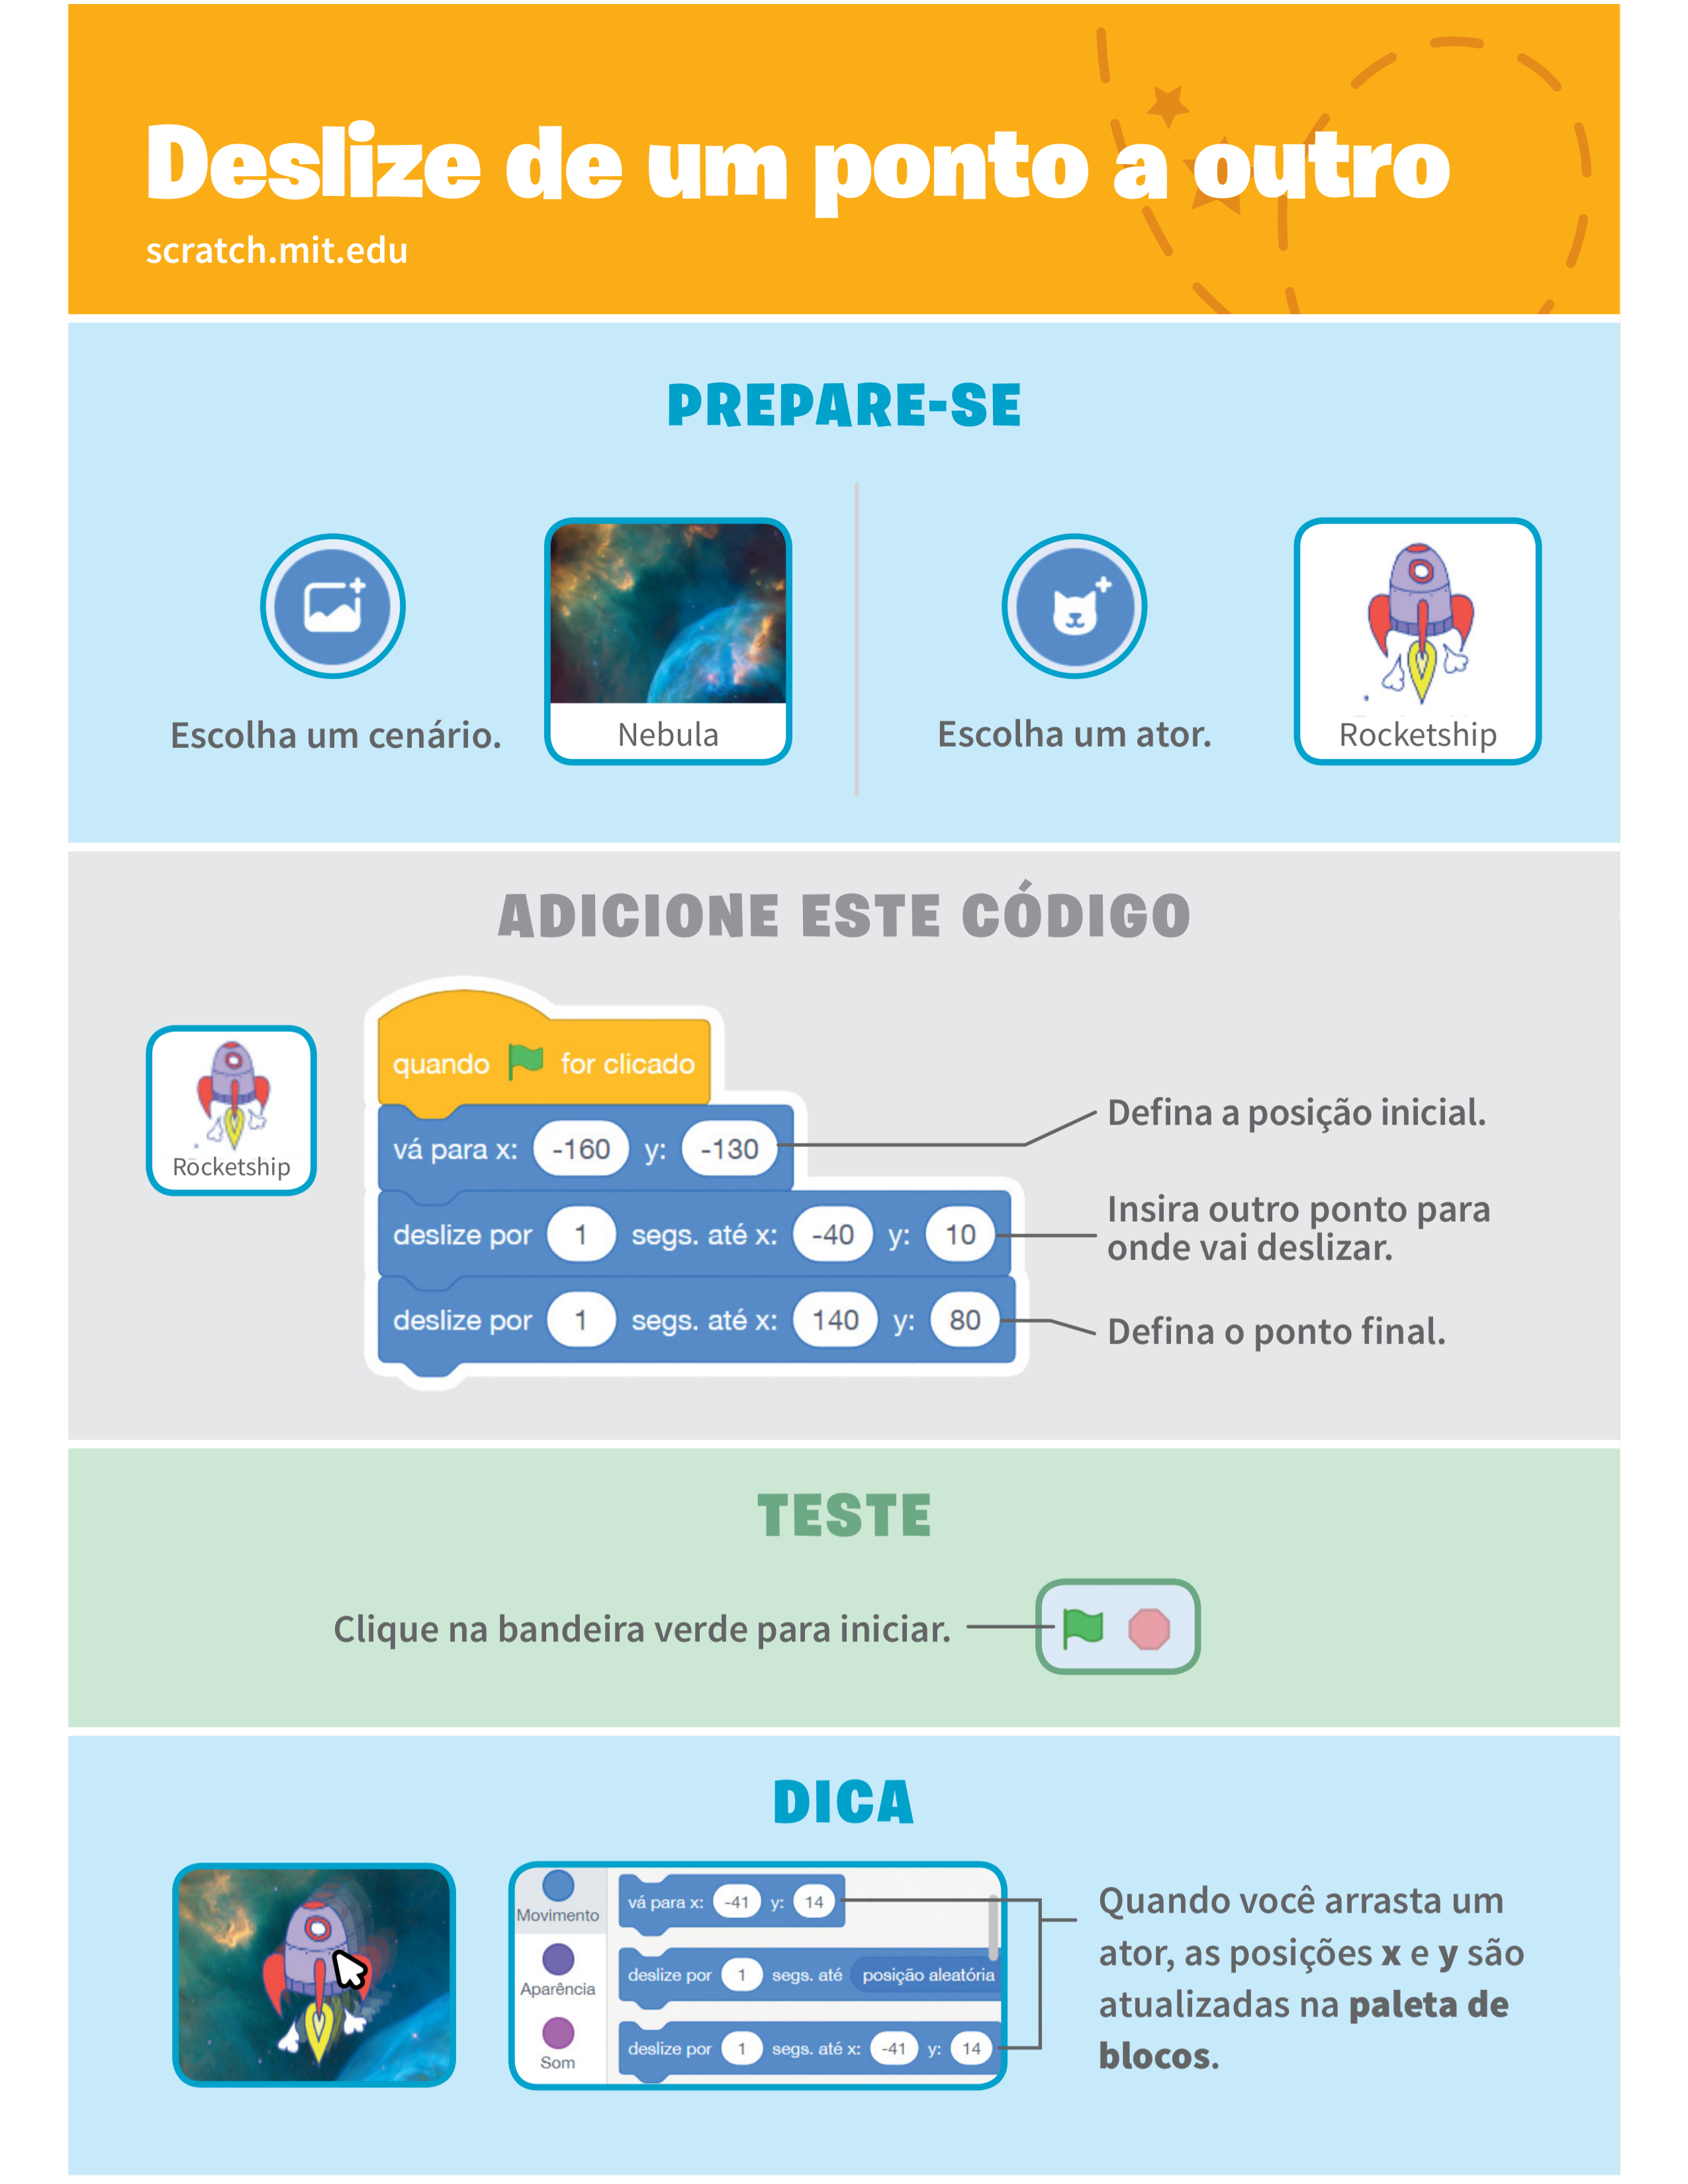 Deslize de um ponto a outro
scratch.mit.edu
PREPARE-SE
Escolha um cenário.
Nebula
Escolha um ator.
Rocketship
ADICIONE ESTE CÓDIGO
Rocketship
quando for clicado
vá para x: -160 y: -130
deslize por 1 segs. até x: -40 y: 10
deslize por 1 segs. até x: 140 y: 80
Defina a posição inicial.
Insira outro ponto para
onde vai deslizar.
Defina o ponto final.
TESTE
Clique na bandeira verde para iniciar.
DICA
Movimento
Aparência
Som
vá para x: -41 y: 14
deslize por 1 segs. até posição aleatória
deslize por 1 segs. até x: -41 y: 14
Quando você arrasta um
ator, as posições x e y são
atualizadas na paleta de
blocos.